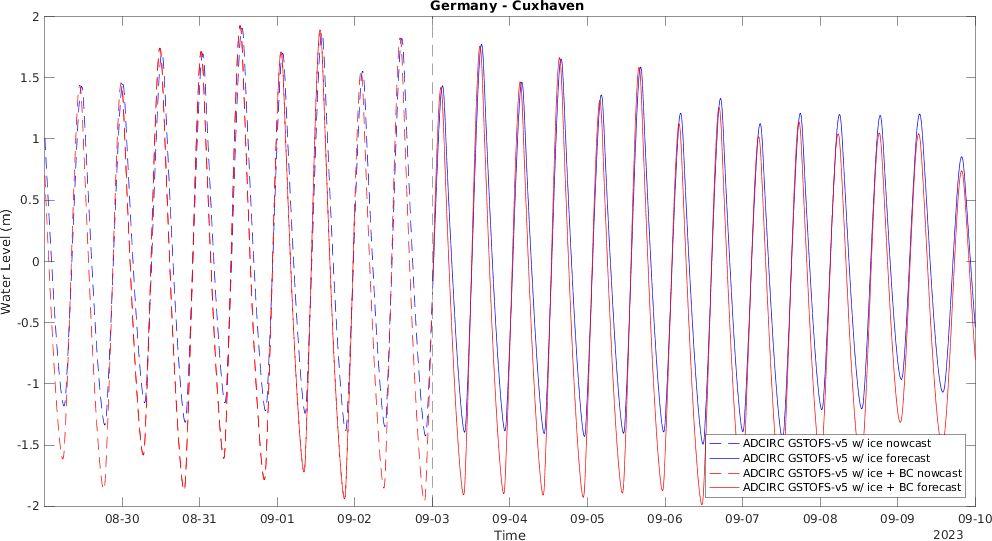 Germany - Cuxhaven
2
1.5
1
0.5
0
-0.5
-1
-1.5
-2
Water Level (m)
ADCIRC GSTOFS-v5 w/ ice nowcast
ADCIRC GSTOFS-v5 w/ ice forecast
ADCIRC GSTOFS-v5 w/ ice + BC nowcast
ADCIRC GSTOFS-v5 w/ ice + BC forecast
08-30 08-31 09-01 09-02 09-03 09-04 09-05 09-06 09-07 09-08 09-09 09-10
Time
2023